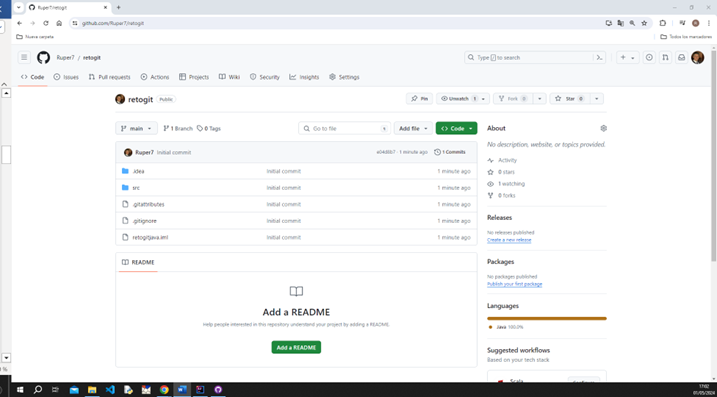 Ruper7/retogit
github.com/Ruper7/retogit
Nueva carpeta
Todos los marcadores
Ruper7 / retogit
Type / to search
Code Issues Pull requests Actions Projects Wiki Security Insights Settings
retogit Public
Pin Unwatch 1 Fork 0 Star 0
main 1 Branch 0 Tags Go to file t Add file Code
About
No description, website, or topics provided.
Ruper7 Initial commit
1 minute ago 1 Commits
Activity
0 stars
1 watching
0 forks
.idea Initial commit 1 minute ago
src Initial commit 1 minute ago
.gitattributes Initial commit 1 minute ago
.gitignore Initial commit 1 minute ago
retogitjava.iml Initial commit 1 minute ago
Releases
No releases published
Create a new release
README
Packages
No packages published
Publish your first package
Add a README
Help people interested in this repository understand your project by adding a README.
Add a README
Languages
Java 100.0%
Suggested workflows
Based on your tech stack
Scala
17:02
01/05/2024